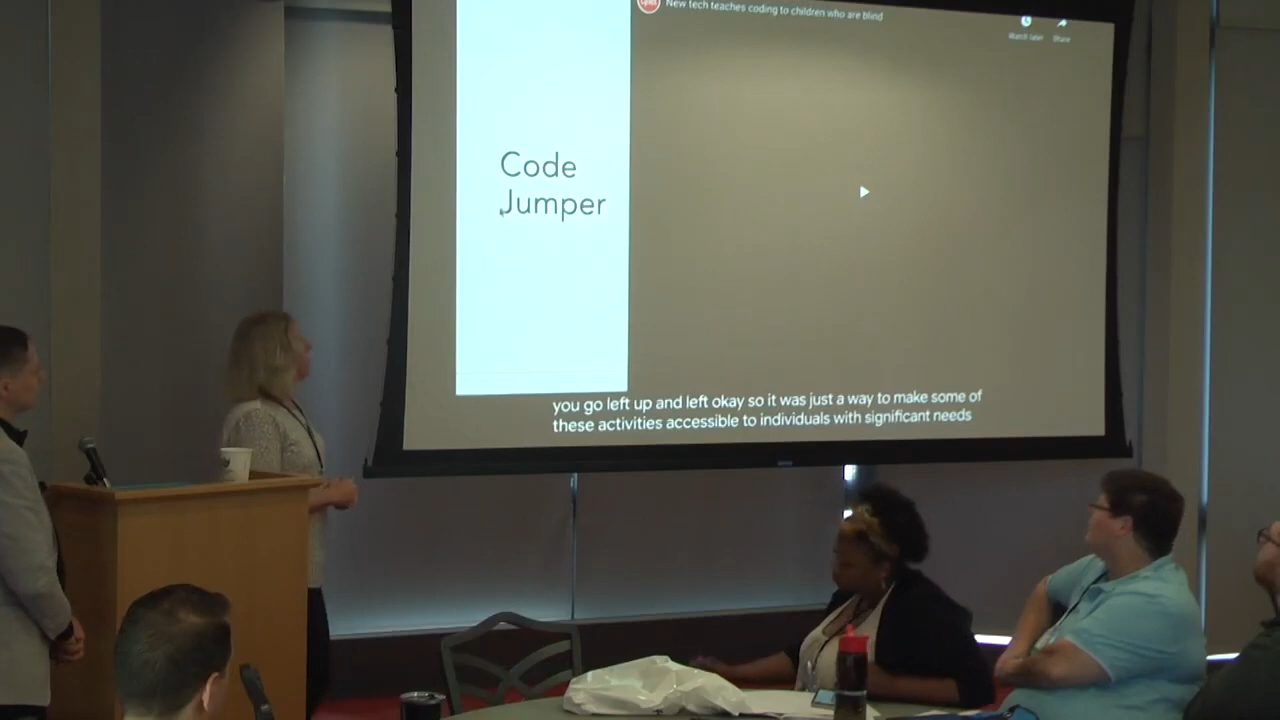 New tech teaches coding to children who are blind
Watch later
Share
Code
Jumper
you go left up and left okay so it was just a way to make some of
these activities accessible to individuals with significant needs